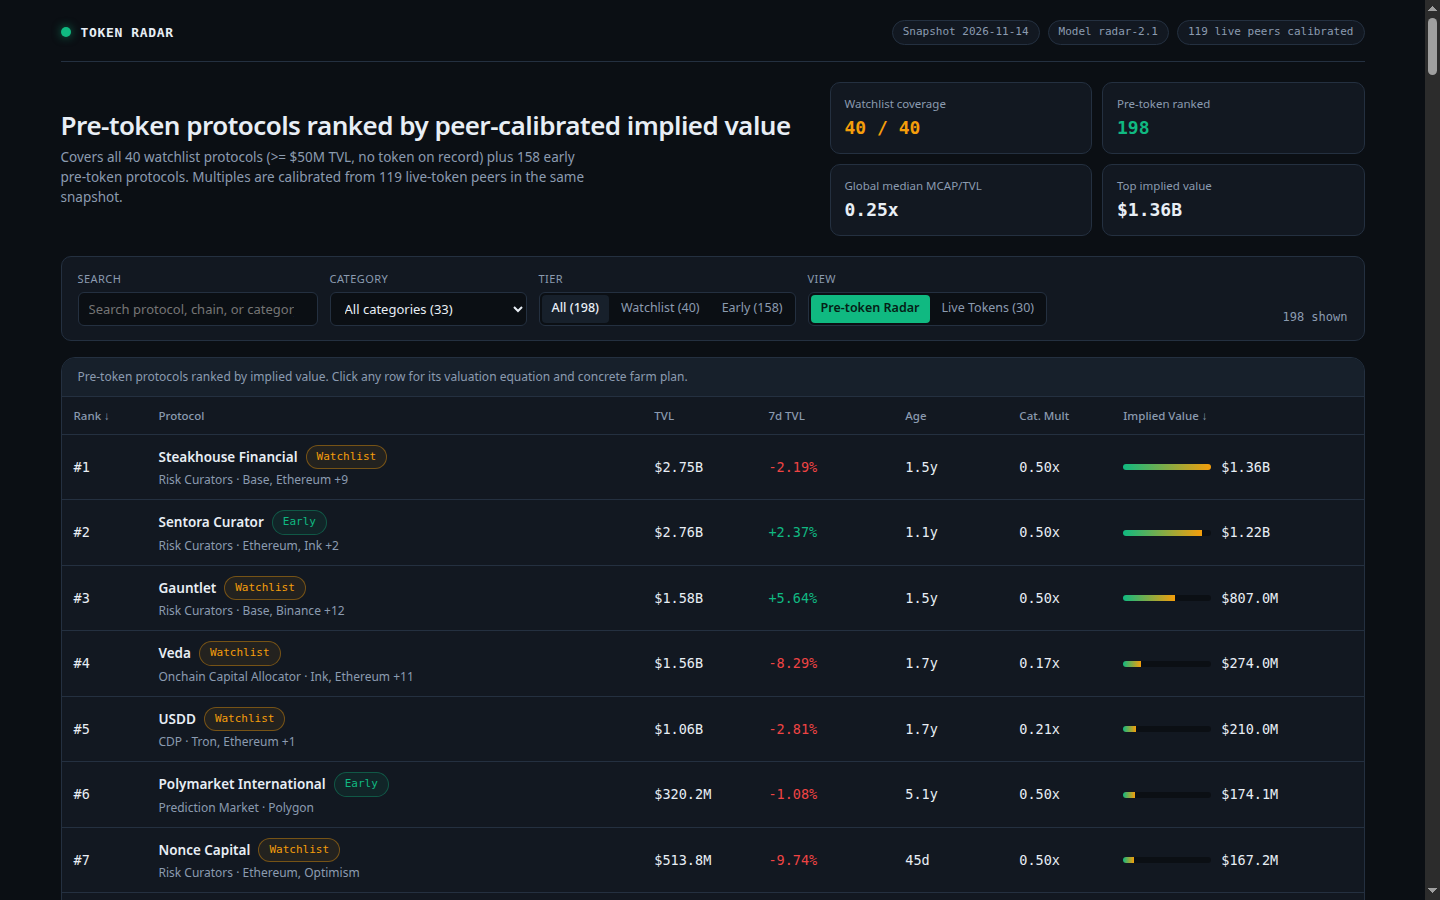 TOKEN RADAR
Snapshot 2026-11-14
Model radar-2.1
119 live peers calibrated
Pre-token protocols ranked by peer-calibrated implied value
Covers all 40 watchlist protocols (>= $50M TVL, no token on record) plus 158 early
pre-token protocols. Multiples are calibrated from 119 live-token peers in the same
snapshot.
Watchlist coverage
40 / 40
Pre-token ranked
198
Global median MCAP/TVL
0.25x
Top implied value
$1.36B
SEARCH
Search protocol, chain, or categor
CATEGORY
All categories (33)
TIER
All (198) Watchlist (40) Early (158)
VIEW
Pre-token Radar Live Tokens (30)
198 shown
Pre-token protocols ranked by implied value. Click any row for its valuation equation and concrete farm plan.
Rank ↓ Protocol TVL 7d TVL Age Cat. Mult Implied Value ↓
#1 Steakhouse Financial Watchlist $2.75B -2.19% 1.5y 0.50x $1.36B
Risk Curators · Base, Ethereum +9
#2 Sentora Curator Early $2.76B +2.37% 1.1y 0.50x $1.22B
Risk Curators · Ethereum, Ink +2
#3 Gauntlet Watchlist $1.58B +5.64% 1.5y 0.50x $807.0M
Risk Curators · Base, Binance +12
#4 Veda Watchlist $1.56B -8.29% 1.7y 0.17x $274.0M
Onchain Capital Allocator · Ink, Ethereum +11
#5 USDD Watchlist $1.06B -2.81% 1.7y 0.21x $210.0M
CDP · Tron, Ethereum +1
#6 Polymarket International Early $320.2M -1.08% 5.1y 0.50x $174.1M
Prediction Market · Polygon
#7 Nonce Capital Watchlist $513.8M -9.74% 45d 0.50x $167.2M
Risk Curators · Ethereum, Optimism